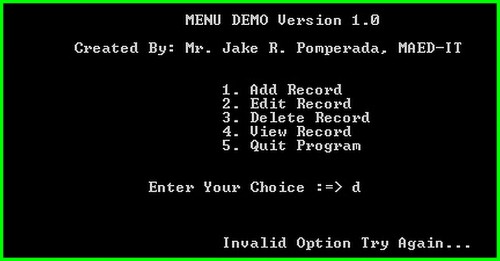 MENU DEMO Version 1.0
Created By: Mr. Jake R. Pomperada, MAED-IT
1. Add Record
2. Edit Record
3. Delete Record
4. View Record
5. Quit Program
Enter Your Choice :=> d
Invalid Option Try Again...